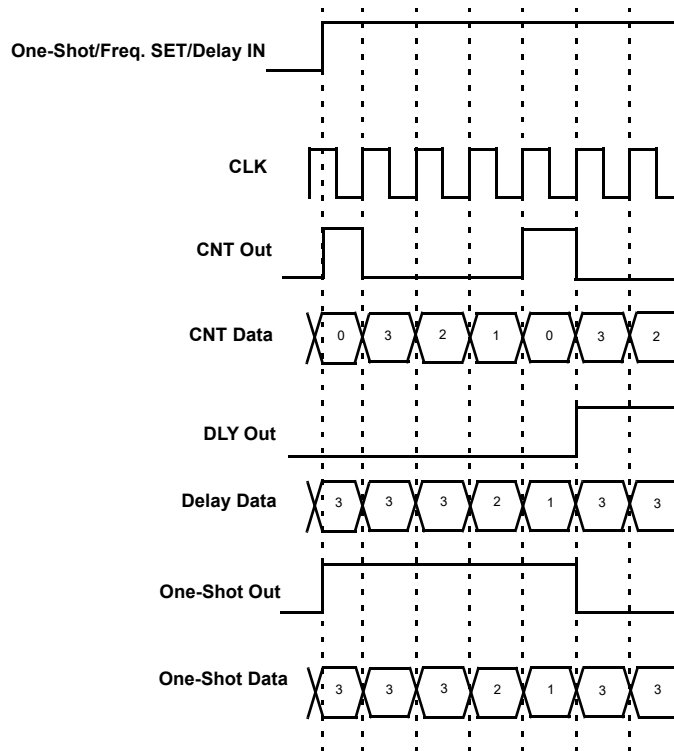 One-Shot/Freq. SET/Delay IN
CLK
CNT Out
CNT Data
0 3 2 1 0 3 2
DLY Out
Delay Data
3 3 3 2 1 3 3
One-Shot Out
One-Shot Data
3 3 3 2 1 3 3